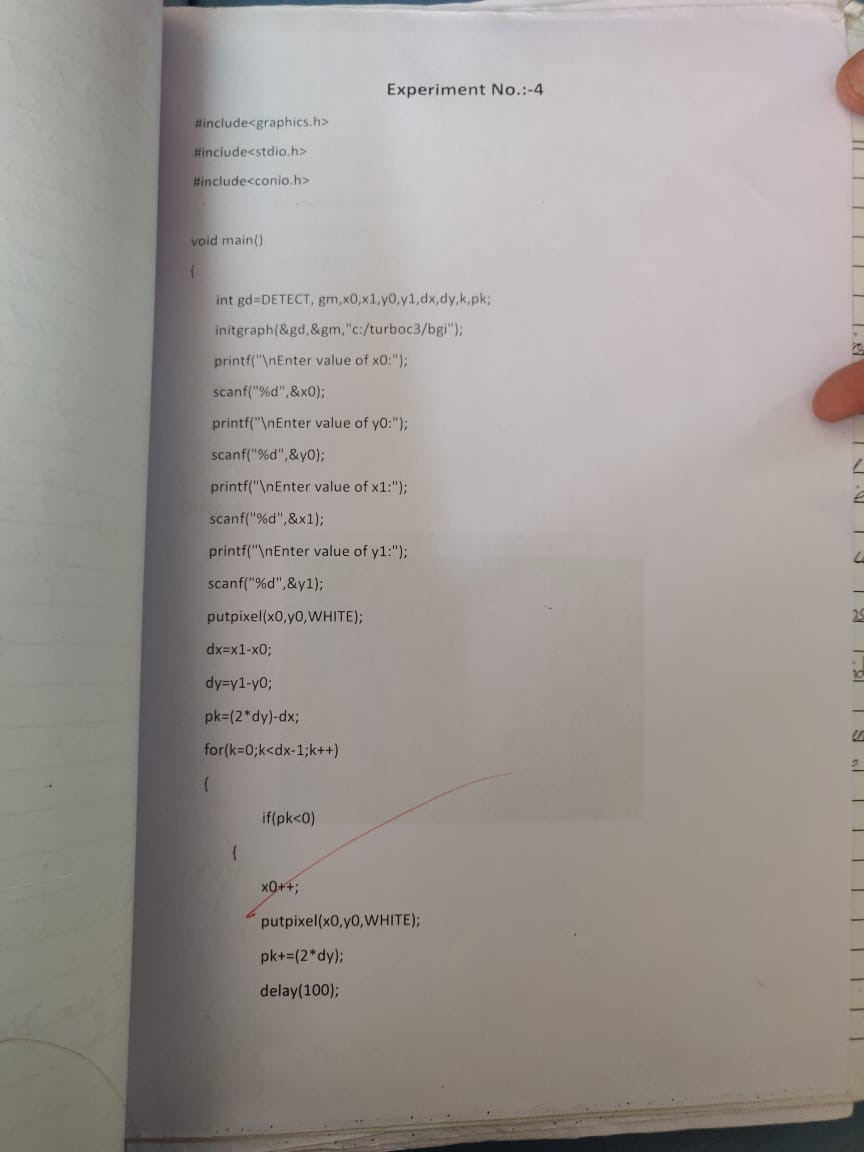 Experiment No.:-4
#include<graphics.h>
#include<stdio.h>
#include<conio.h>
void main()
{
int gd=DETECT, gm,x0,x1,y0,y1,dx,dy,k,pk;
initgraph(&gd,&gm,"c:/turboc3/bgi");
printf("\nEnter value of x0:");
scanf("%d",&x0);
printf("\nEnter value of y0:");
scanf("%d",&y0);
printf("\nEnter value of x1:");
scanf("%d",&x1);
printf("\nEnter value of y1:");
scanf("%d",&y1);
putpixel(x0,y0,WHITE);
dx=x1-x0;
dy=y1-y0;
pk=(2*dy)-dx;
for(k=0;k<dx-1;k++)
{
if(pk<0)
{
x0++;
putpixel(x0,y0,WHITE);
pk+=(2*dy);
delay(100);